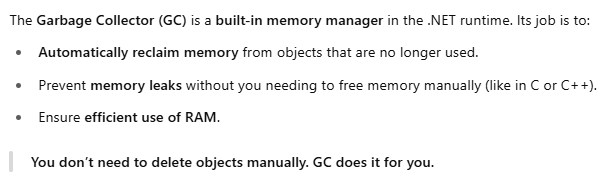 The Garbage Collector (GC) is a built-in memory manager in the .NET runtime. Its job is to:
• Automatically reclaim memory from objects that are no longer used.
• Prevent memory leaks without you needing to free memory manually (like in C or C++).
• Ensure efficient use of RAM.
You don't need to delete objects manually. GC does it for you.